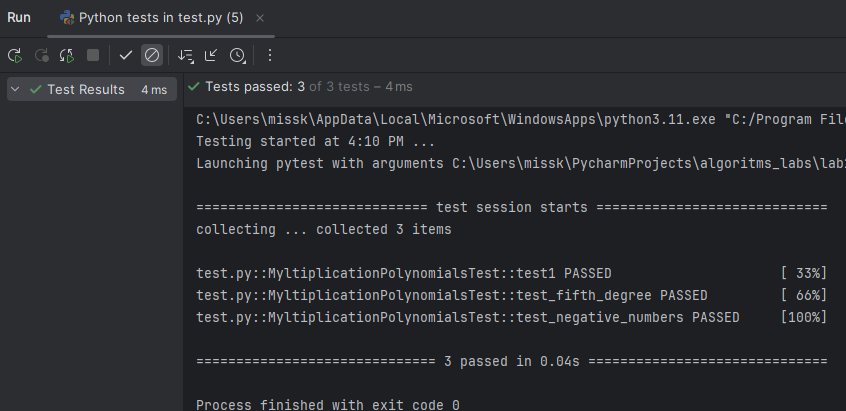 Run Python tests in test.py (5)
Test Results 4 ms
Tests passed: 3 of 3 tests – 4 ms
C:\Users\missk\AppData\Local\Microsoft\WindowsApps\python3.11.exe "C:/Program File
Testing started at 4:10 PM ...
Launching pytest with arguments C:\Users\missk\PycharmProjects\algoritms_labs\lab
============================= test session starts =============================
collecting ... collected 3 items
test.py::MyltiplicationPolynomialsTest::test1 PASSED [ 33%]
test.py::MyltiplicationPolynomialsTest::test_fifth_degree PASSED [ 66%]
test.py::MyltiplicationPolynomialsTest::test_negative_numbers PASSED [100%]
============================== 3 passed in 0.04s ==============================
Process finished with exit code 0